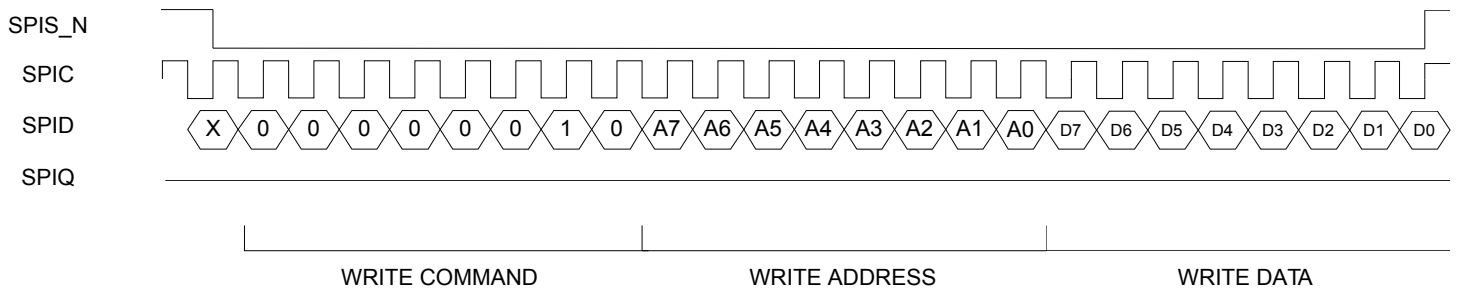 SPIS_N
SPIC
SPID X 0 0 0 0 0 0 1 0 A7 A6 A5 A4 A3 A2 A1 A0 D7 D6 D5 D4 D3 D2 D1 D0
SPIQ
WRITE COMMAND WRITE ADDRESS WRITE DATA